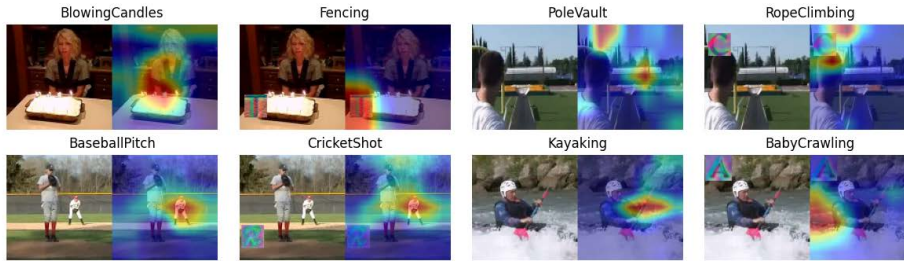 BlowingCandles Fencing PoleVault RopeClimbing
BaseballPitch CricketShot Kayaking BabyCrawling